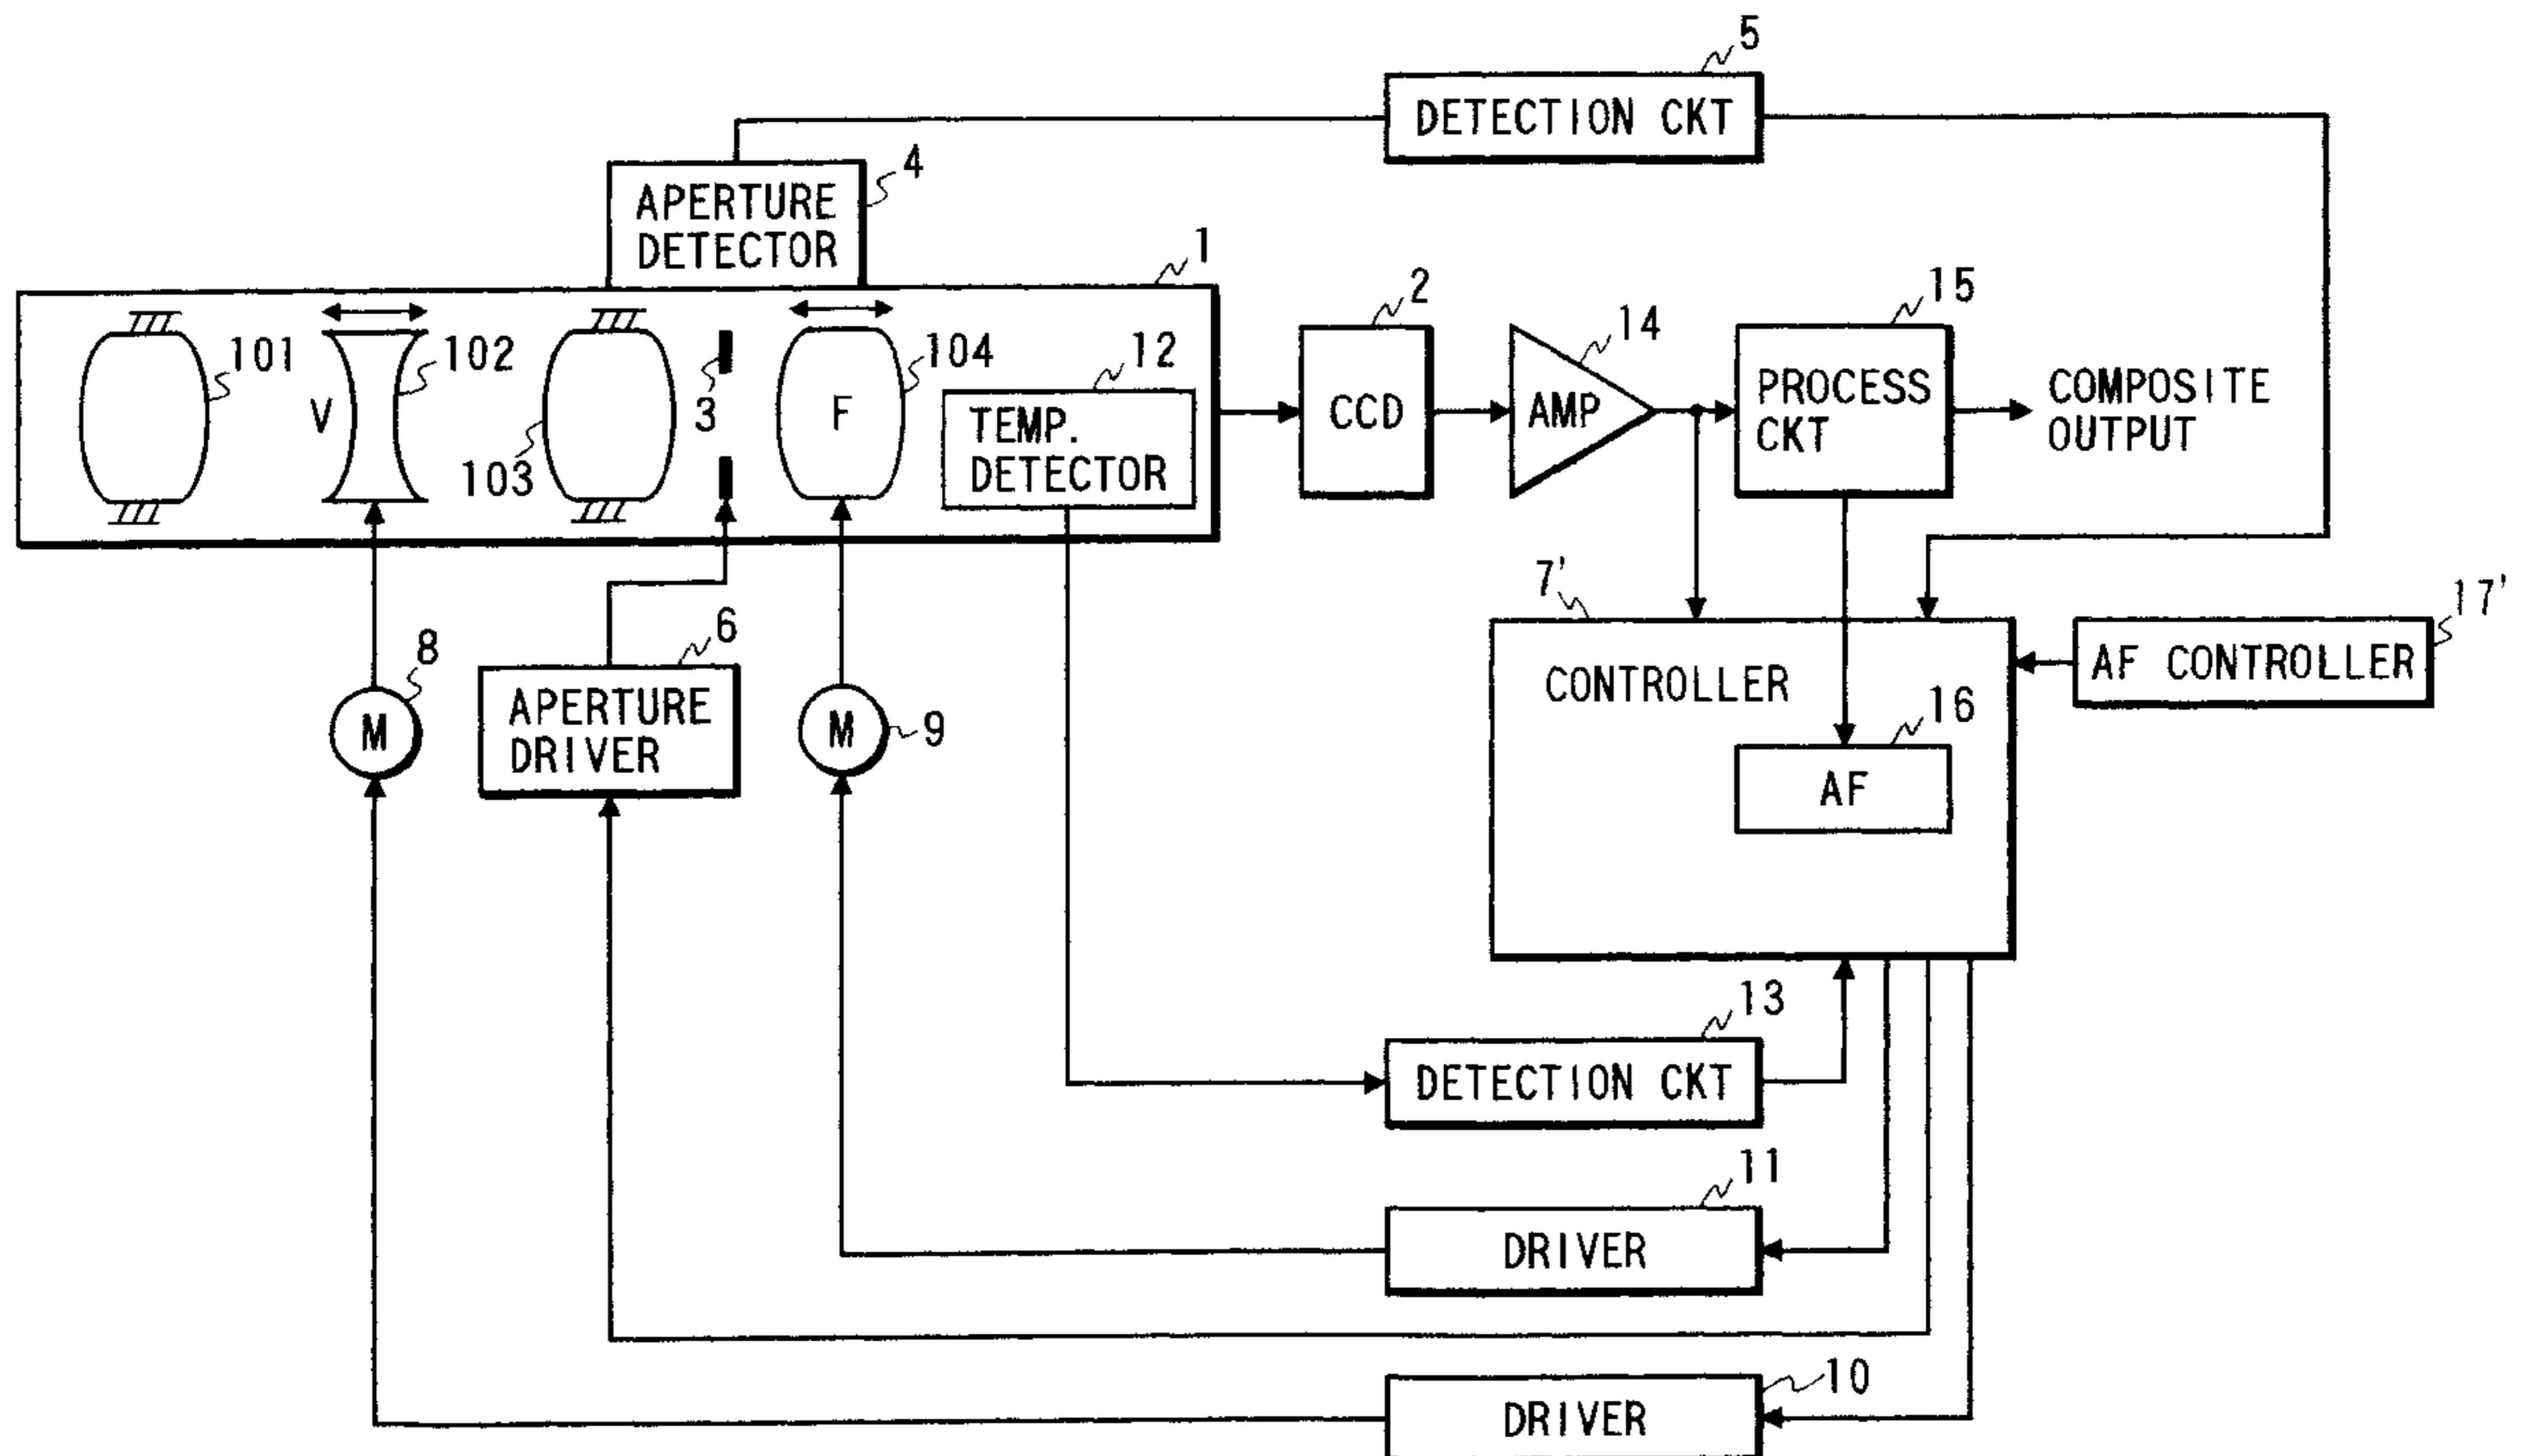 5
DETECTION CKT
4
APERTURE
DETECTOR
1
2
14
15
101
V
102
103
3
F
104
12
TEMP.
DETECTOR
CCD
AMP
PROCESS
CKT
COMPOSITE
OUTPUT
7'
17'
CONTROLLER
AF CONTROLLER
16
AF
8
M
6
APERTURE
DRIVER
M
9
13
DETECTION CKT
11
DRIVER
10
DRIVER